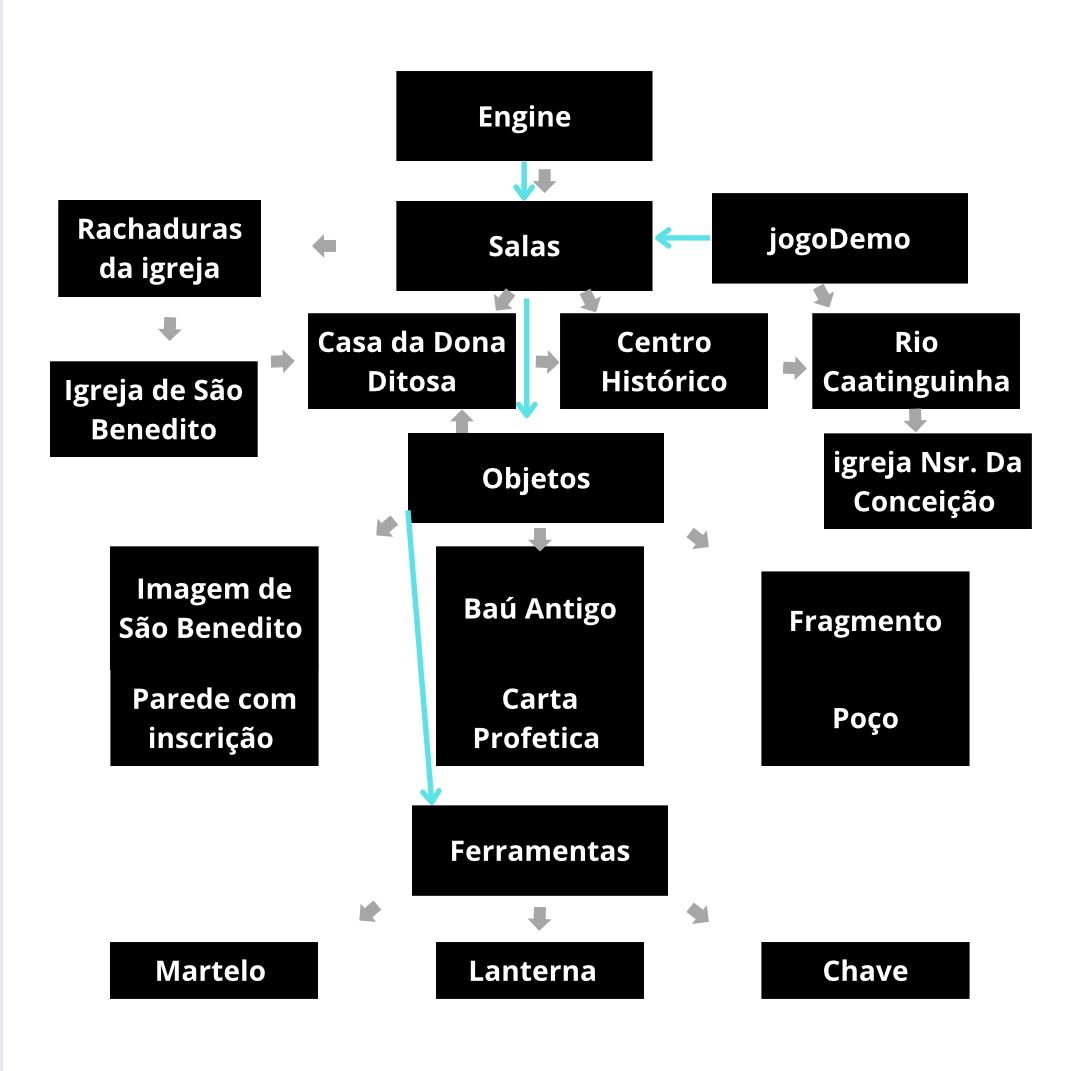 Engine
Rachaduras
da igreja
Salas
jogoDemo
Casa da Dona
Ditosa
Centro
Histórico
Rio
Caatinguinha
Igreja de São
Benedito
Objetos
igreja Nsr. Da
Conceição
Imagem de
São Benedito
Baú Antigo
Fragmento
Parede com
inscrição
Carta
Profetica
Poço
Ferramentas
Martelo
Lanterna
Chave